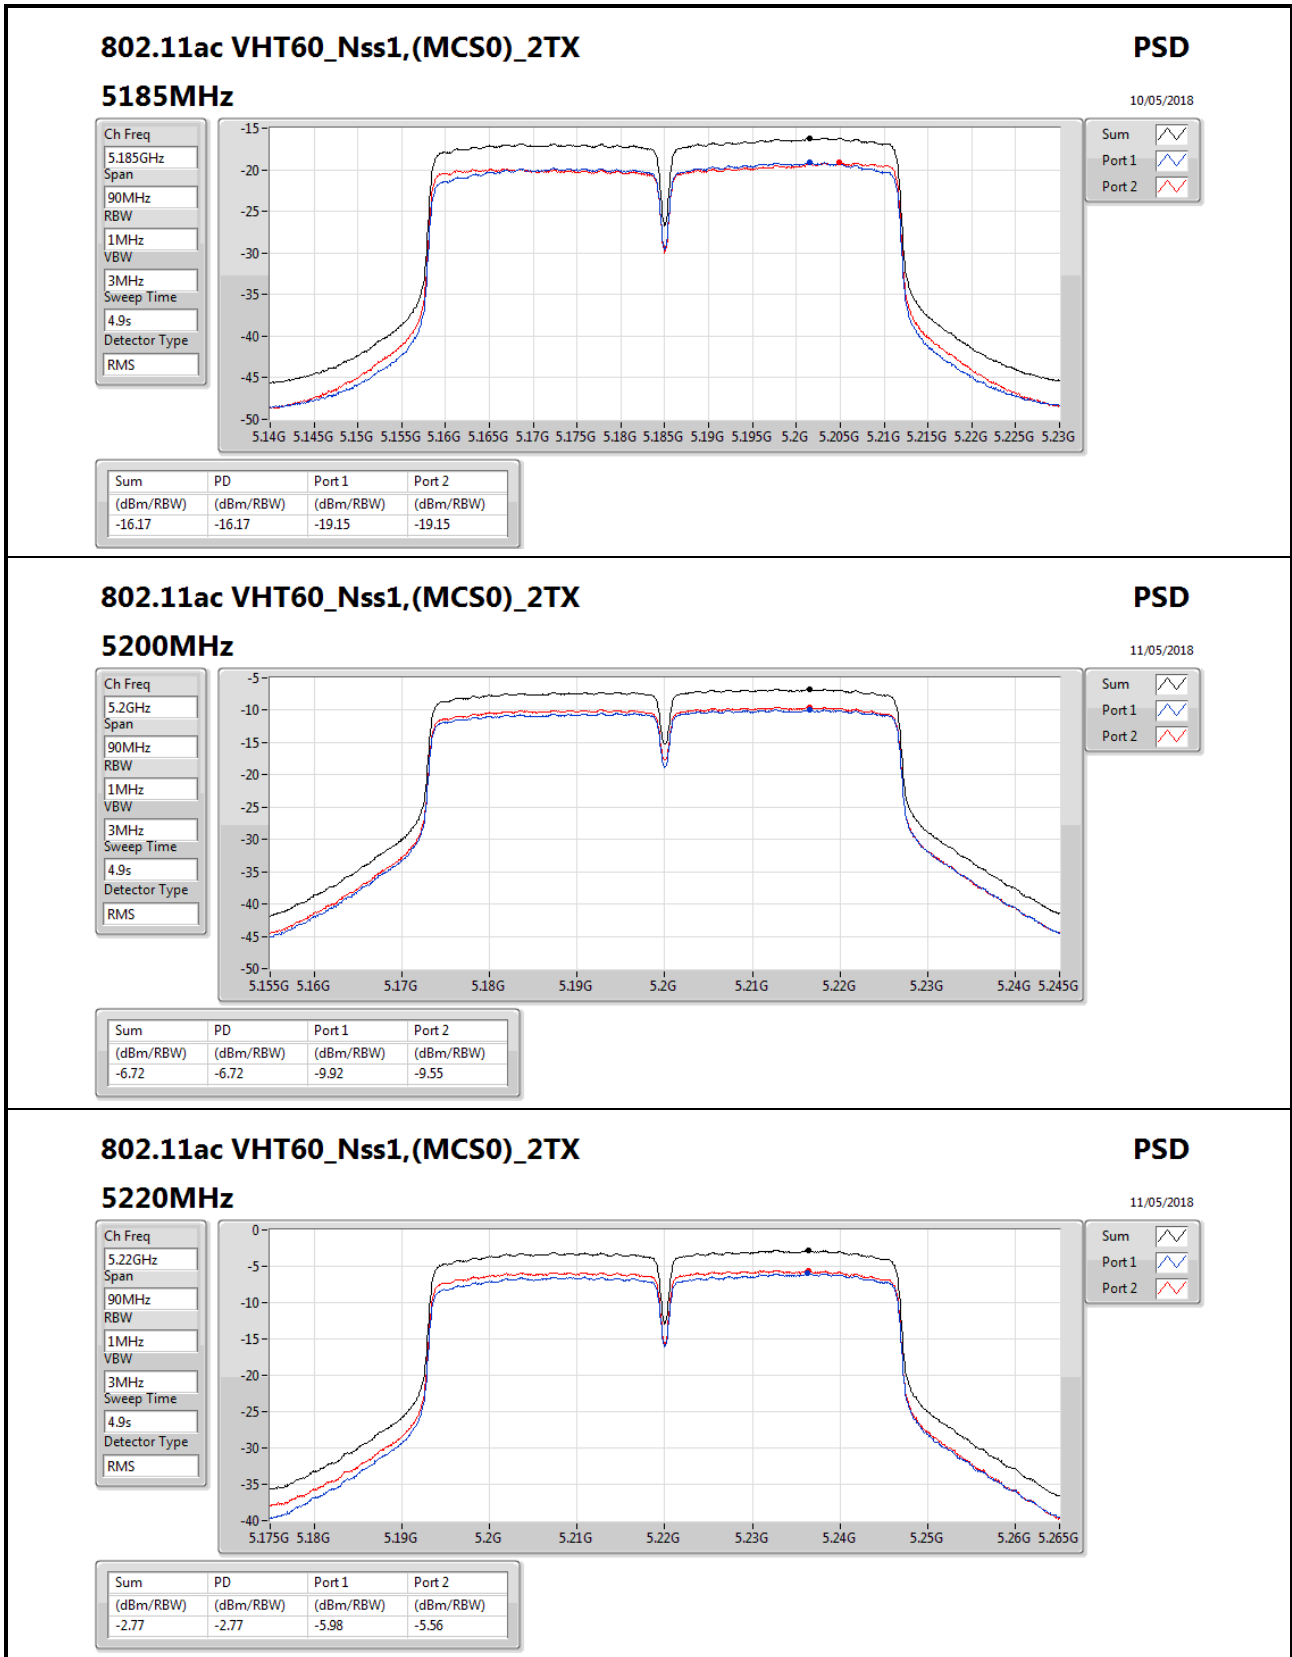 802.11ac VHT60_Nss1,(MCS0)_2TX PSD
5185MHz 10/05/2018
Ch Freq
5.185GHz
Span
90MHz
RBW
1MHz
VBW
3MHz
Sweep Time
4.9s
Detector Type
RMS
-15
-20
-25
-30
-35
-40
-45
-50
5.14G 5.145G 5.15G 5.155G 5.16G 5.165G 5.17G 5.175G 5.18G 5.185G 5.19G 5.195G 5.2G 5.205G 5.21G 5.215G 5.22G 5.225G 5.23G
Sum
Port 1
Port 2
Sum PD Port 1 Port 2
(dBm/RBW) (dBm/RBW) (dBm/RBW) (dBm/RBW)
-16.17 -16.17 -19.15 -19.15
802.11ac VHT60_Nss1,(MCS0)_2TX PSD
5200MHz 11/05/2018
Ch Freq
5.2GHz
Span
90MHz
RBW
1MHz
VBW
3MHz
Sweep Time
4.9s
Detector Type
RMS
-5
-10
-15
-20
-25
-30
-35
-40
-45
-50
5.155G 5.16G 5.17G 5.18G 5.19G 5.2G 5.21G 5.22G 5.23G 5.24G 5.245G
Sum
Port 1
Port 2
Sum PD Port 1 Port 2
(dBm/RBW) (dBm/RBW) (dBm/RBW) (dBm/RBW)
-6.72 -6.72 -9.92 -9.55
802.11ac VHT60_Nss1,(MCS0)_2TX PSD
5220MHz 11/05/2018
Ch Freq
5.22GHz
Span
90MHz
RBW
1MHz
VBW
3MHz
Sweep Time
4.9s
Detector Type
RMS
0
-5
-10
-15
-20
-25
-30
-35
-40
5.175G 5.18G 5.19G 5.2G 5.21G 5.22G 5.23G 5.24G 5.25G 5.26G 5.265G
Sum
Port 1
Port 2
Sum PD Port 1 Port 2
(dBm/RBW) (dBm/RBW) (dBm/RBW) (dBm/RBW)
-2.77 -2.77 -5.98 -5.56